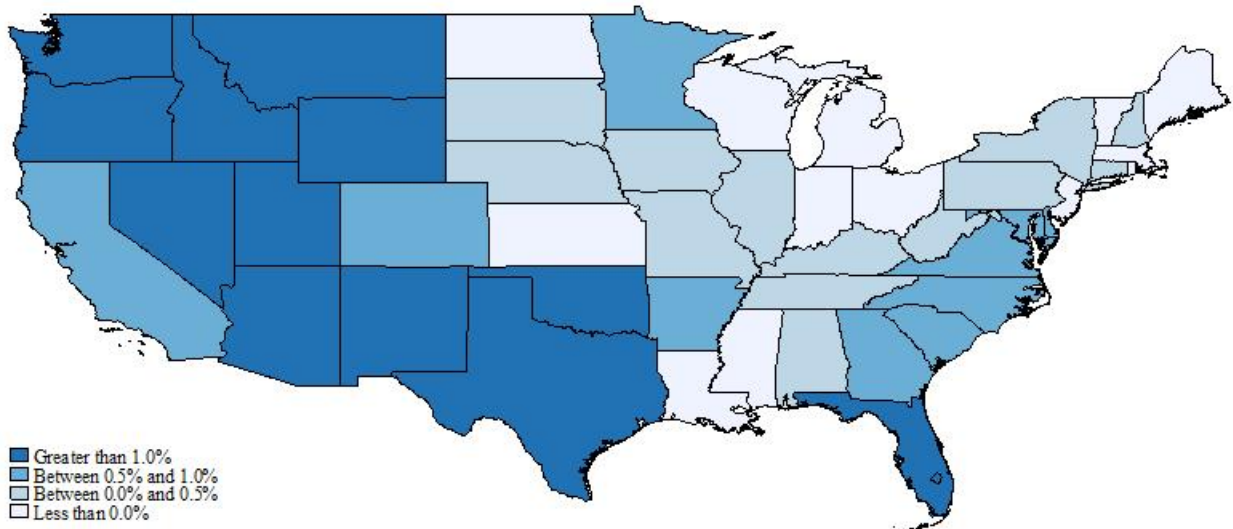 Greater than 1.0%
Between 0.5% and 1.0%
Between 0.0% and 0.5%
Less than 0.0%